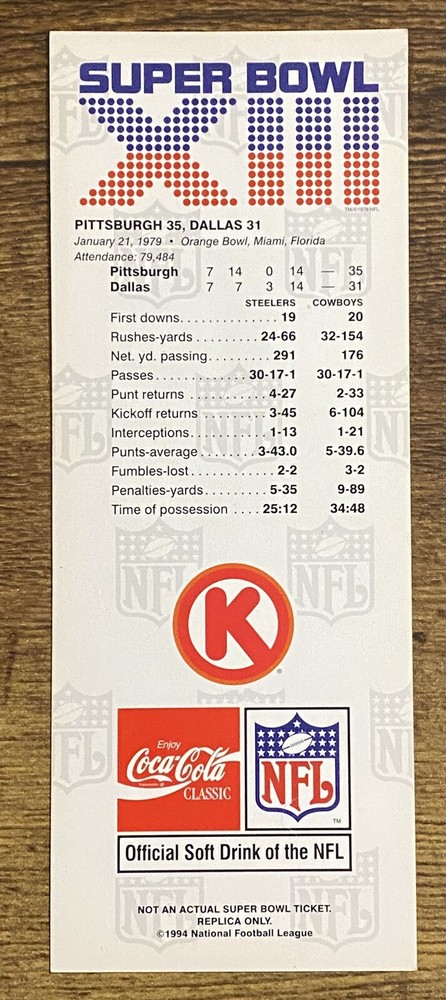 SUPER BOWL
XIII
TM/©1978 NFL
PITTSBURGH 35, DALLAS 31
January 21, 1979 • Orange Bowl, Miami, Florida
Attendance: 79,484
Pittsburgh 7 14 0 14 — 35
Dallas 7 7 3 14 — 31
STEELERS COWBOYS
First downs............. 19 20
Rushes-yards ......... 24-66 32-154
Net. yd. passing......... 291 176
Passes............ 30-17-1 30-17-1
Punt returns .......... 4-27 2-33
Kickoff returns ........ 3-45 6-104
Interceptions.......... 1-13 1-21
Punts-average....... 3-43.0 5-39.6
Fumbles-lost............ 2-2 3-2
Penalties-yards......... 5-35 9-89
Time of possession .... 25:12 34:48
K
®
Enjoy
Coca-Cola
CLASSIC
NFL
TM
Official Soft Drink of the NFL
NOT AN ACTUAL SUPER BOWL TICKET.
REPLICA ONLY.
©1994 National Football League